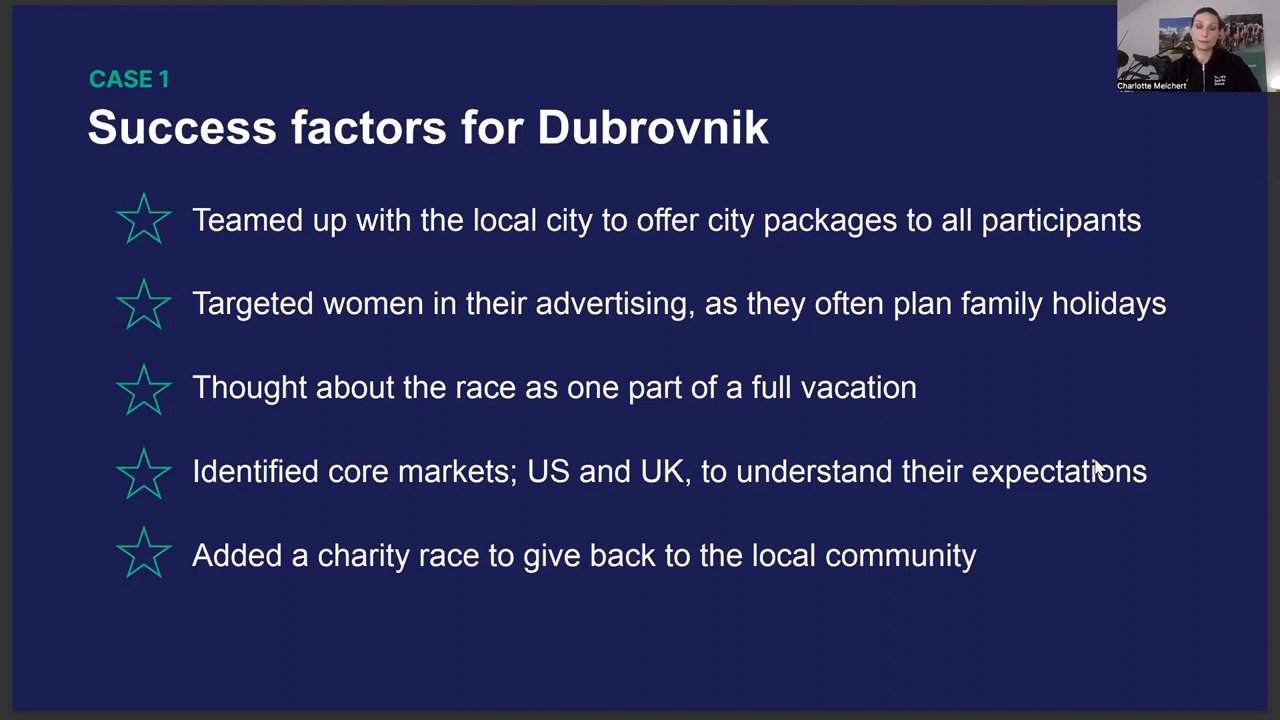 CASE 1
Success factors for Dubrovnik
Teamed up with the local city to offer city packages to all participants
Targeted women in their advertising, as they often plan family holidays
Thought about the race as one part of a full vacation
Identified core markets; US and UK, to understand their expectations
Added a charity race to give back to the local community
Charlotte Melchert